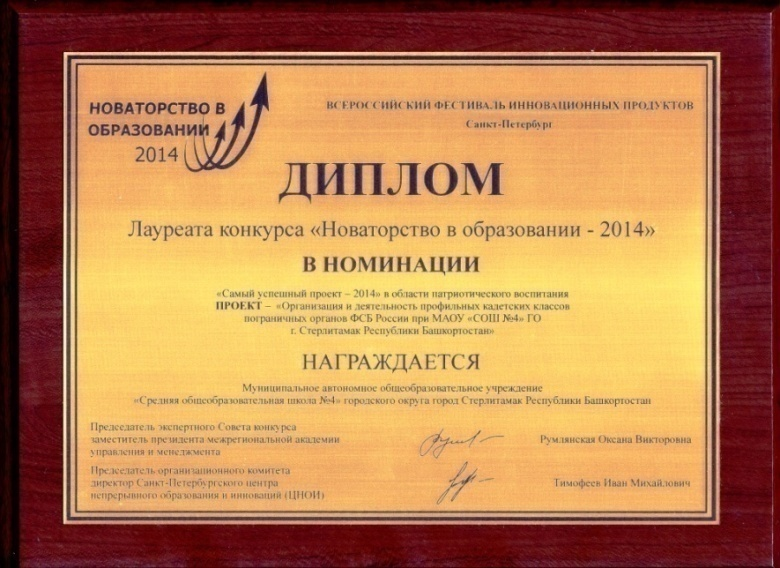 НОВАТОРСТВО В
ОБРАЗОВАНИИ
2014
ВСЕРОССИЙСКИЙ ФЕСТИВАЛЬ ИННОВАЦИОННЫХ ПРОДУКТОВ
Санкт-Петербург
ДИПЛОМ
Лауреата конкурса «Новаторство в образовании - 2014»
В НОМИНАЦИИ
«Самый успешный проект – 2014» в области патриотического воспитания
ПРОЕКТ – «Организация и деятельность профильных кадетских классов
пограничных органов ФСБ России при МАОУ «СОШ №4» ГО
г. Стерлитамак Республики Башкортостан»
НАГРАЖДАЕТСЯ
Муниципальное автономное общеобразовательное учреждение
«Средняя общеобразовательная школа №4» городского округа город Стерлитамак Республики Башкортостан
Председатель экспертного Совета конкурса
заместитель президента межрегиональной академии
управления и менеджмента
Румлянская Оксана Викторовна
Председатель организационного комитета
директор Санкт-Петербургского центра
непрерывного образования и инноваций (ЦНОИ)
Тимофеев Иван Михайлович